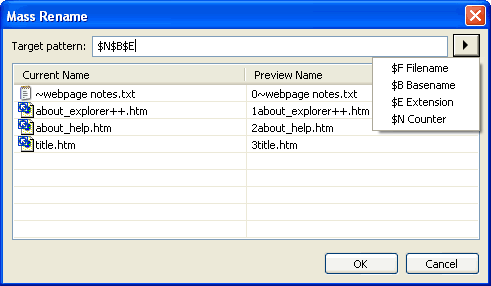 Mass Rename
Target pattern: $N$B$E
$F Filename
$B Basename
$E Extension
$N Counter
Current Name Preview Name
~webpage notes.txt 0~webpage notes.txt
about_explorer++.htm 1about_explorer++.htm
about_help.htm 2about_help.htm
title.htm 3title.htm
OK Cancel